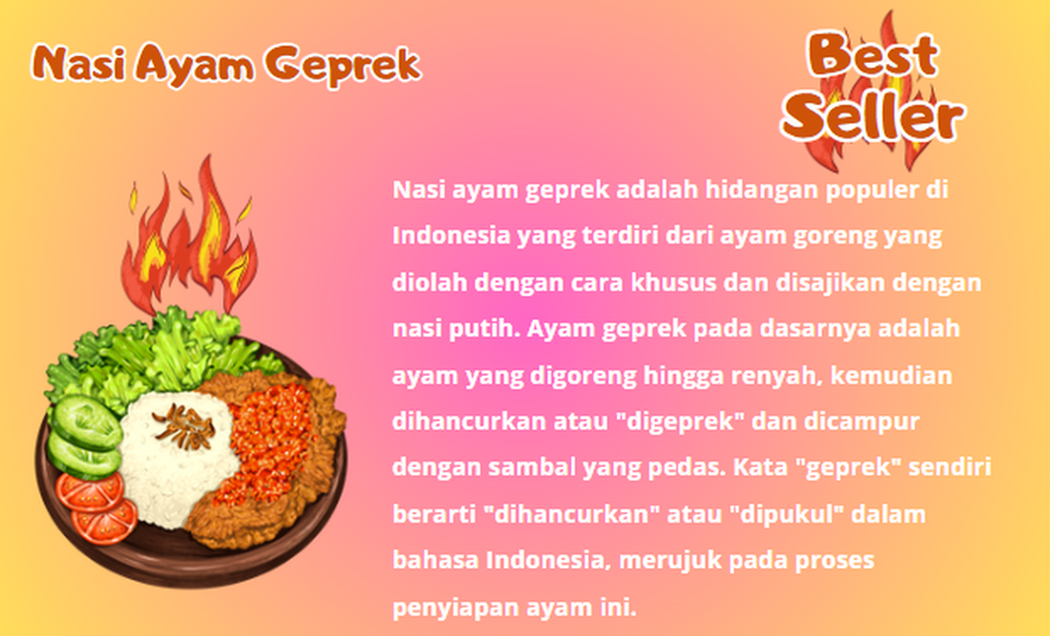 Nasi Ayam Geprek
Best
Seller
Nasi ayam geprek adalah hidangan populer di
Indonesia yang terdiri dari ayam goreng yang
diolah dengan cara khusus dan disajikan dengan
nasi putih. Ayam geprek pada dasarnya adalah
ayam yang digoreng hingga renyah, kemudian
dihancurkan atau "digeprek" dan dicampur
dengan sambal yang pedas. Kata "geprek" sendiri
berarti "dihancurkan" atau "dipukul" dalam
bahasa Indonesia, merujuk pada proses
penyiapan ayam ini.